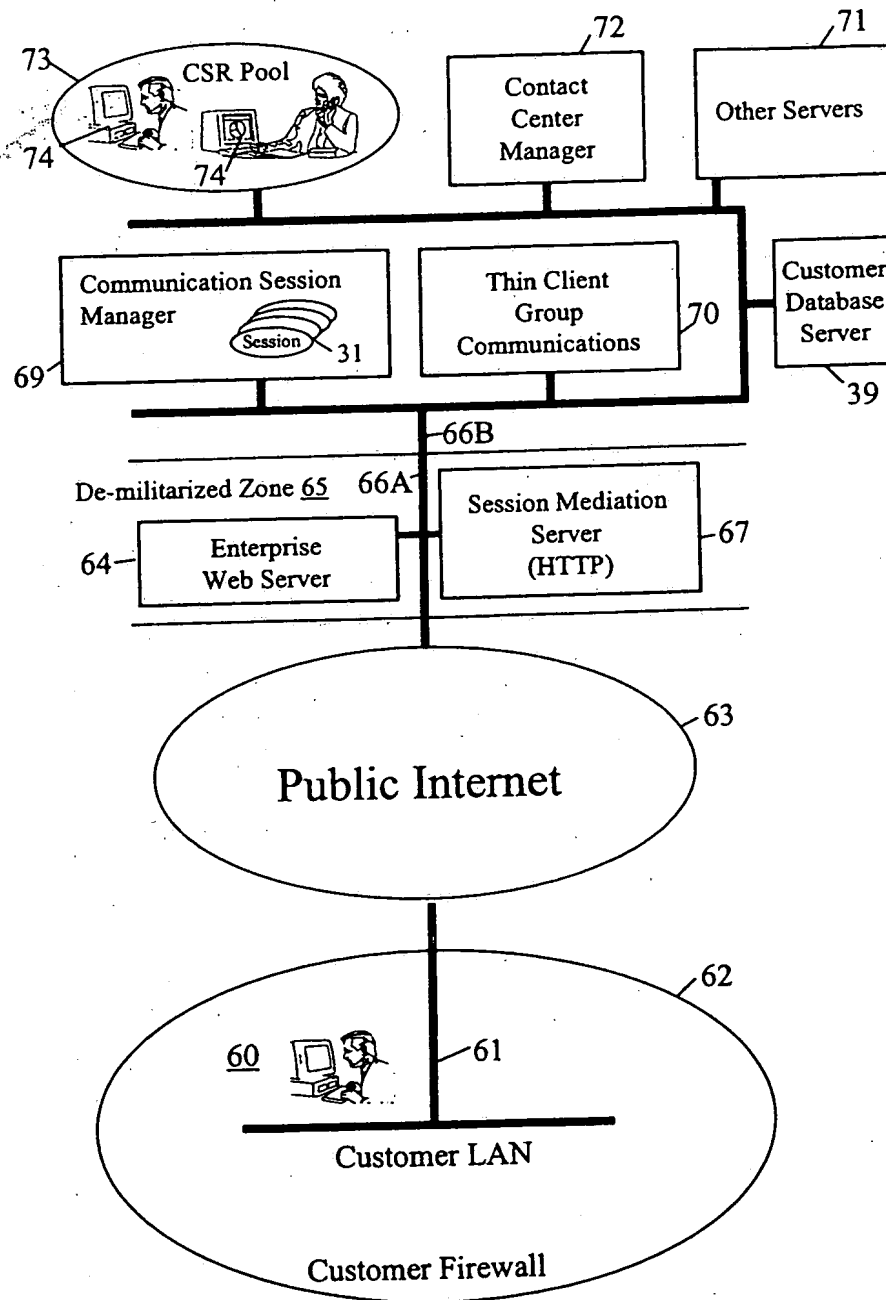 73
CSR Pool
74
74
72
Contact
Center
Manager
71
Other Servers
Communication Session
Manager
Session
31
69
Thin Client
Group
Communications
70
Customer
Database
Server
39
66B
De-militarized Zone 65
66A
64
Enterprise
Web Server
Session Mediation
Server
(HTTP)
67
63
Public Internet
62
60
61
Customer LAN
Customer Firewall